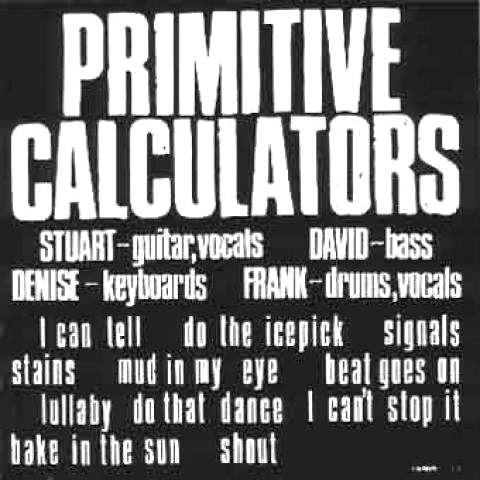 PRIMITIVE
CALCULATORS
STUART-guitar,vocals DAVID-bass
DENISE-keyboards FRANK-drums,vocals
I can tell do the icepick signals
stains mud in my eye beat goes on
lullaby do that dance I can't stop it
bake in the sun shout